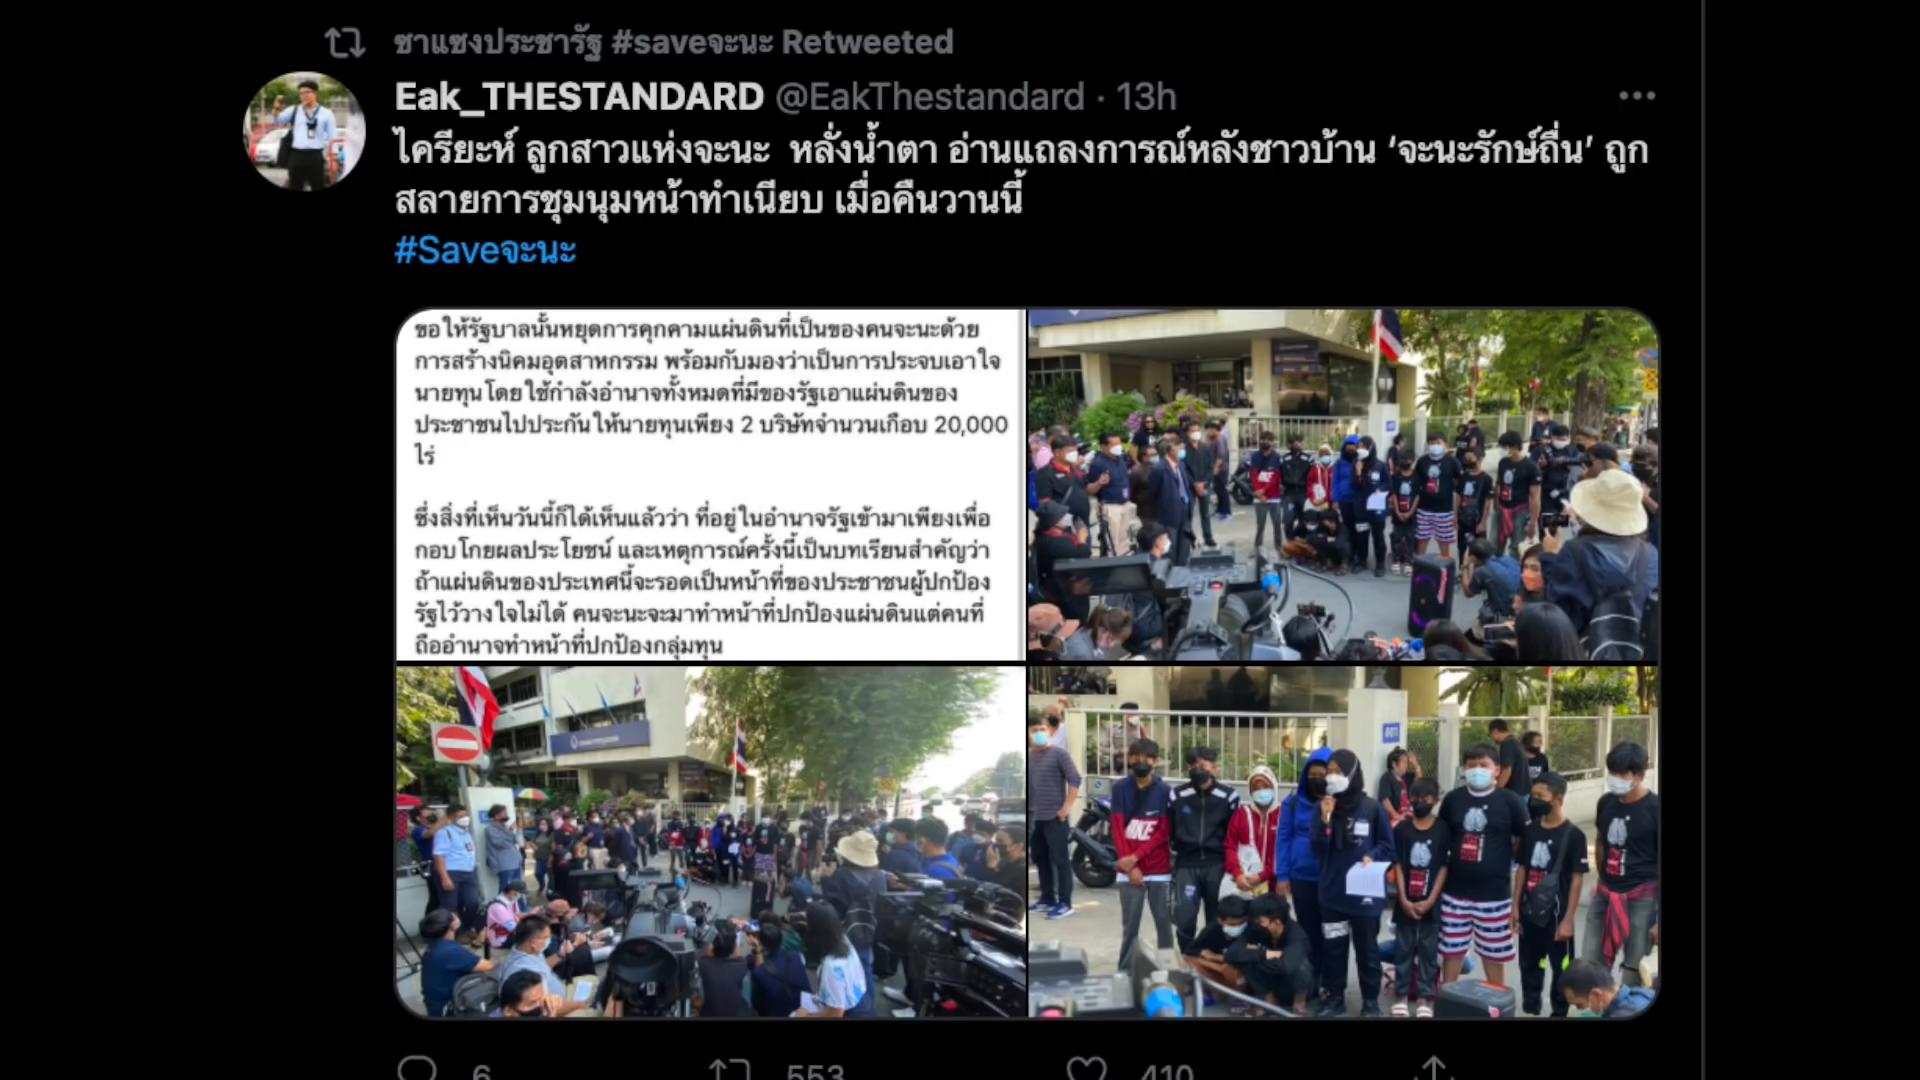 ซาแซงประชารัฐ #saveจะนะ Retweeted
Eak_THESTANDARD @EakThestandard · 13h
ไครียะห์ ลูกสาวแห่งจะนะ หลั่งน้ำตา อ่านแถลงการณ์หลังชาวบ้าน ‘จะนะรักษ์ถิ่น’ ถูก
สลายการชุมนุมหน้าทำเนียบ เมื่อคืนวานนี้
#Saveจะนะ
ขอให้รัฐบาลนั้นหยุดการคุกคามแผ่นดินที่เป็นของคนจะนะด้วย
การสร้างนิคมอุตสาหกรรม พร้อมกับมองว่าเป็นการประจบเอาใจ
นายทุนโดยใช้กำลังอำนาจทั้งหมดที่มีของรัฐเอาแผ่นดินของ
ประชาชนไปประกันให้นายทุนเพียง 2 บริษัทจำนวนเกือบ 20,000
ไร่
ซึ่งสิ่งที่เห็นวันนี้ก็ได้เห็นแล้วว่า ที่อยู่ในอำนาจรัฐเข้ามาเพียงเพื่อ
กอบโกยผลประโยชน์ และเหตุการณ์ครั้งนี้เป็นบทเรียนสำคัญว่า
ถ้าแผ่นดินของประเทศนี้จะรอดเป็นหน้าที่ของประชาชนผู้ปกป้อง
รัฐไว้วางใจไม่ได้ คนจะนะจะมาทำหน้าที่ปกป้องแผ่นดินแต่คนที่
ถืออำนาจทำหน้าที่ปกป้องกลุ่มทุน
NIKE
6 553 410